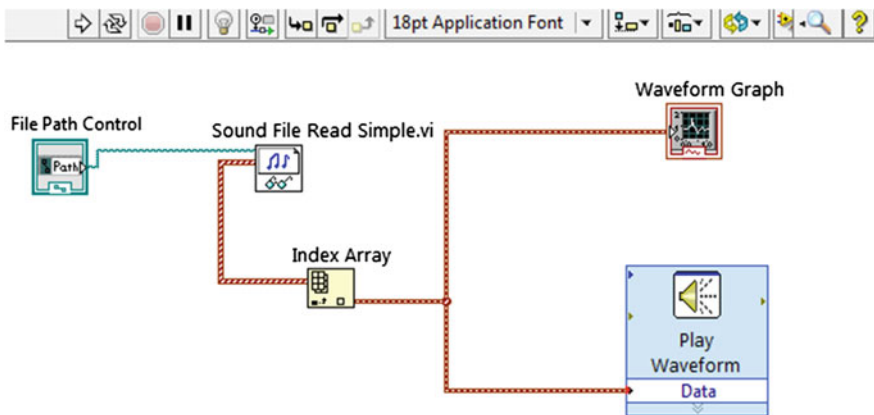 18pt Application Font
Waveform Graph
File Path Control
Sound File Read Simple.vi
Path
Index Array
Play
Waveform
Data